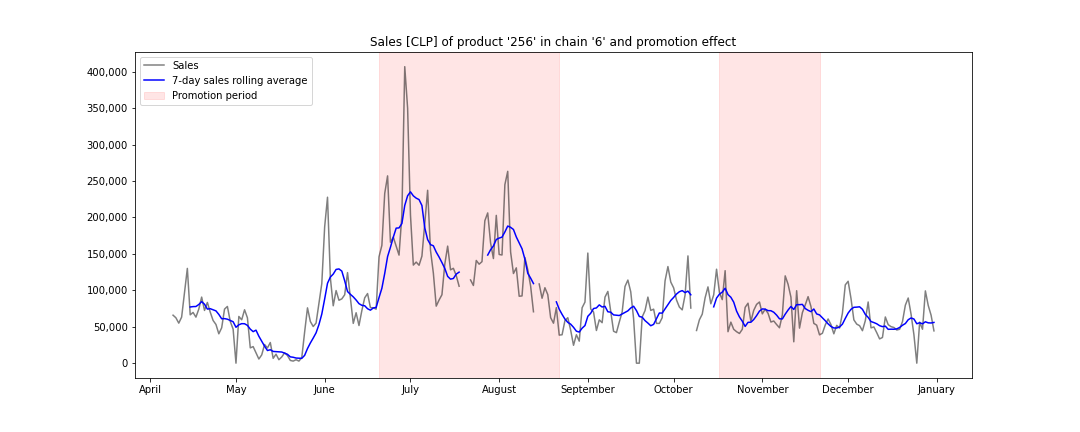 Sales [CLP] of product '256' in chain '6' and promotion effect
Sales
7-day sales rolling average
Promotion period
400,000
350,000
300,000
250,000
200,000
150,000
100,000
50,000
0
April May June July August September October November December January